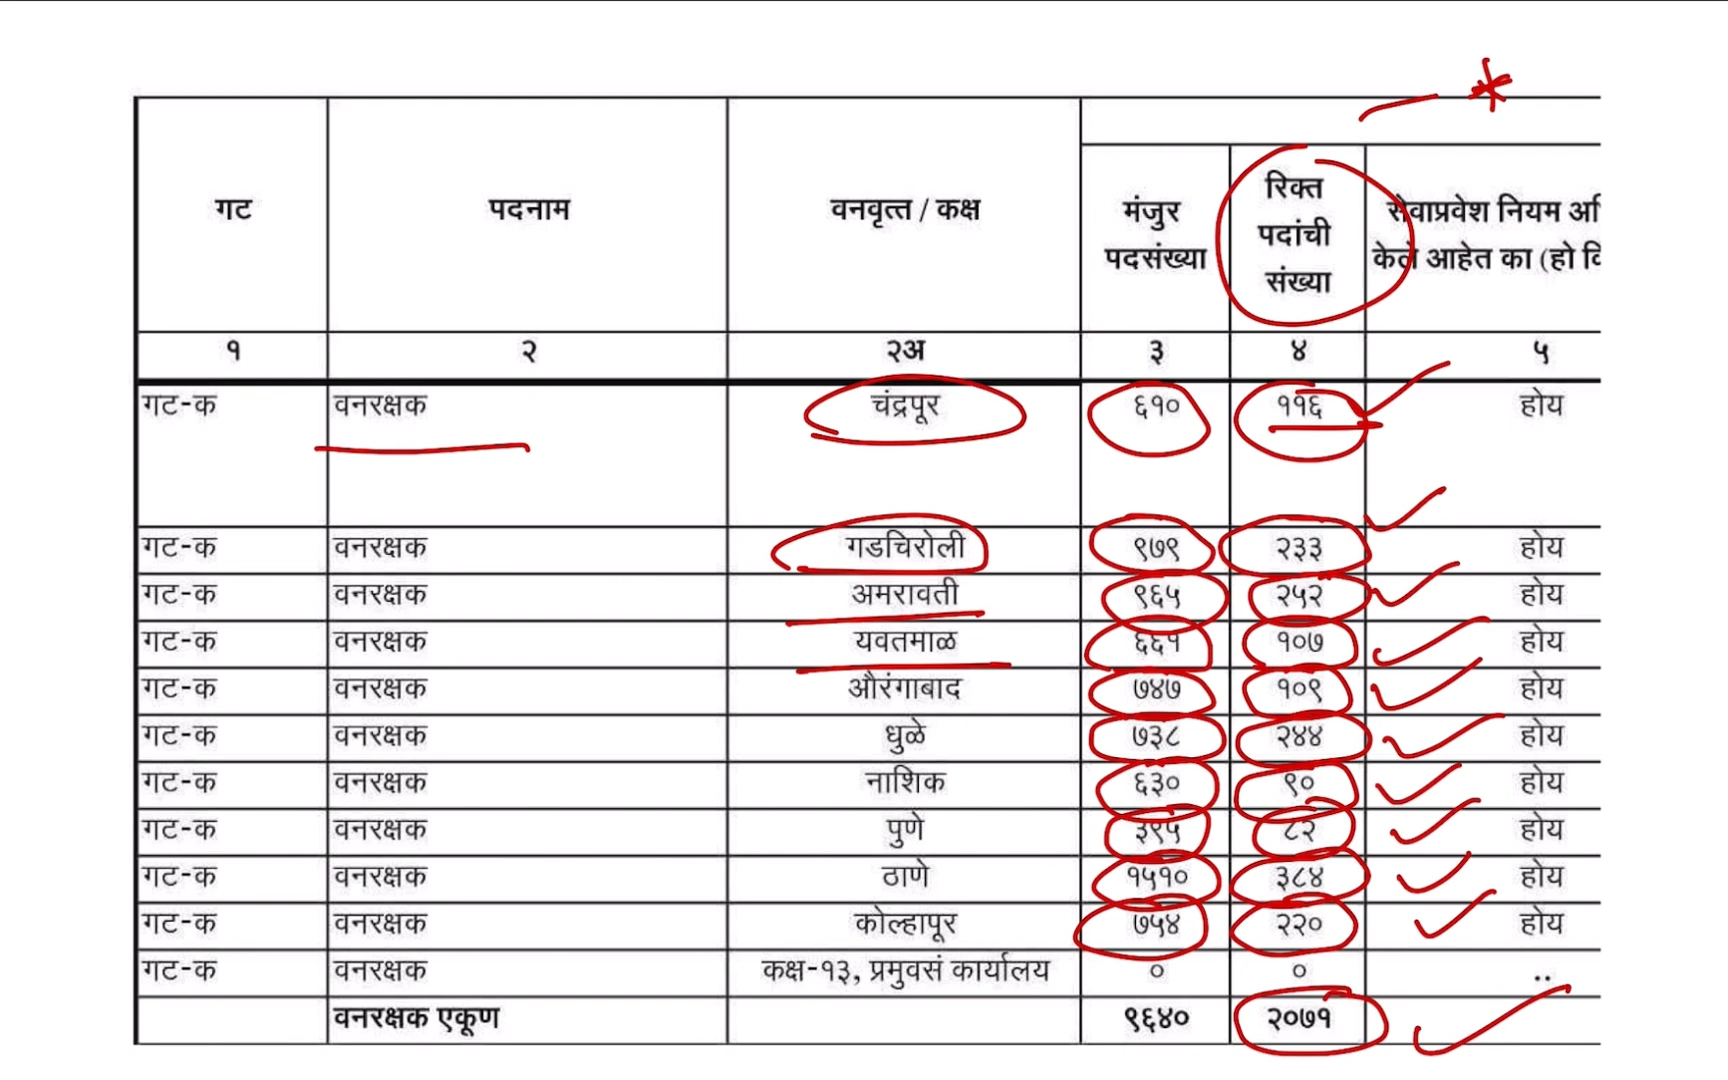 गट पदनाम वनवृत्त / कक्ष मंजुर पदसंख्या रिक्त पदांची संख्या सेवाप्रवेश नियम केले आहेत का (हो
१ २ २अ ३ ४ ५
गट-क वनरक्षक चंद्रपूर ६१० ११६ होय
गट-क वनरक्षक गडचिरोली ९७९ २३३ होय
गट-क वनरक्षक अमरावती ९६५ २५२ होय
गट-क वनरक्षक यवतमाळ ६६१ १०७ होय
गट-क वनरक्षक औरंगाबाद ७४७ १०९ होय
गट-क वनरक्षक धुळे ७३८ २४४ होय
गट-क वनरक्षक नाशिक ६३० ९० होय
गट-क वनरक्षक पुणे ३९५ ८२ होय
गट-क वनरक्षक ठाणे १५१० ३८४ होय
गट-क वनरक्षक कोल्हापूर ७५४ २२० होय
गट-क वनरक्षक कक्ष-१३, प्रमुवसं कार्यालय ० ० ..
वनरक्षक एकूण ९६४० २०७१